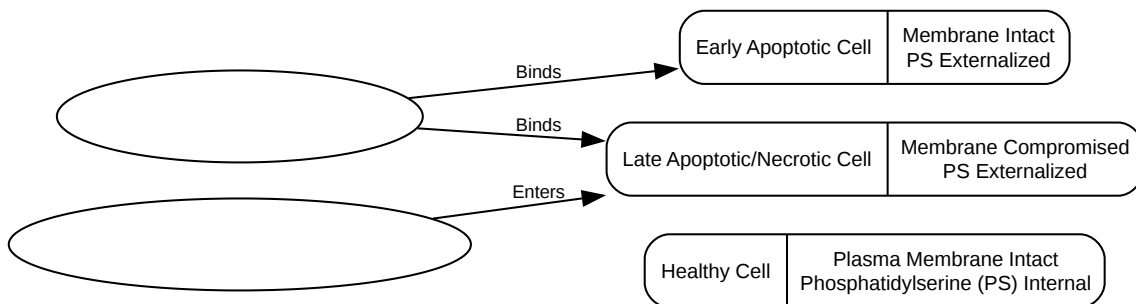 Early Apoptotic Cell
Membrane Intact
PS Externalized
Binds
Binds
Late Apoptotic/Necrotic Cell
Membrane Compromised
PS Externalized
Enters
Healthy Cell
Plasma Membrane Intact
Phosphatidylserine (PS) Internal